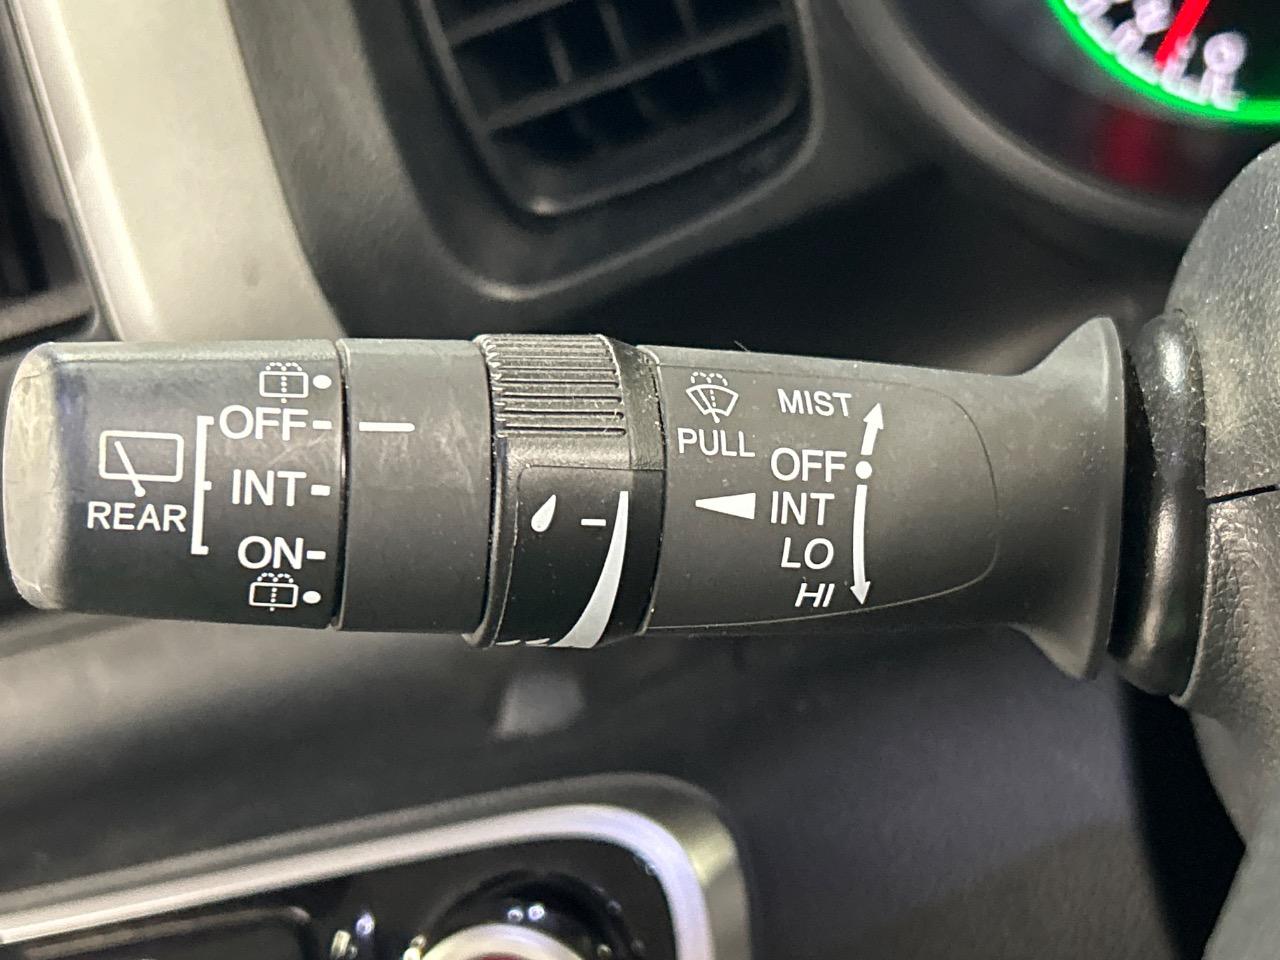 OFF
INT
ON
REAR
PULL
MIST
OFF
INT
LO
HI